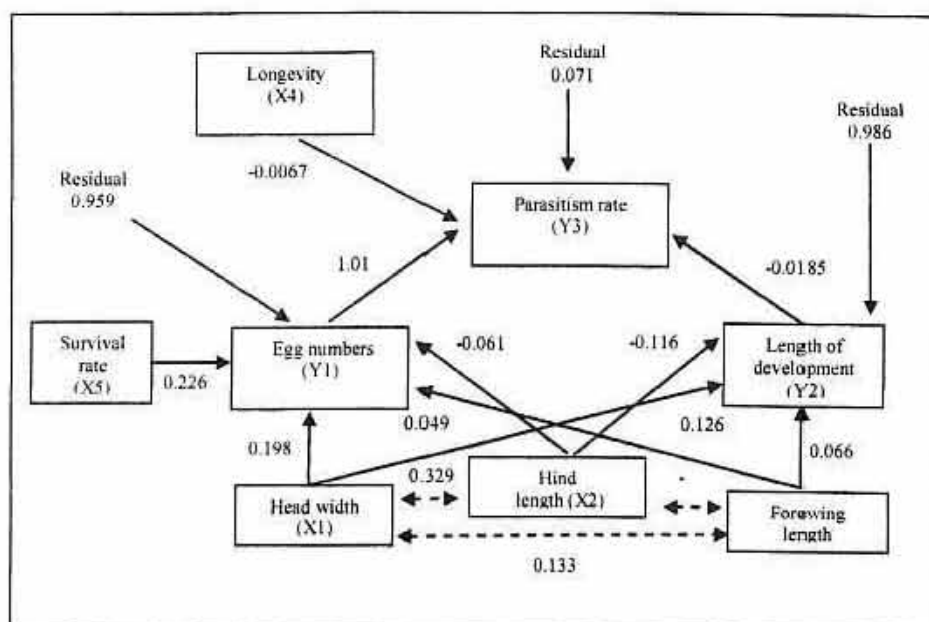 Residual
0.071
Longevity
(X4)
Residual
0.986
-0.0067
Residual
0.959
Parasitism rate
(Y3)
1.01
-0.0185
Survival
rate
(X5)
0.226
Egg numbers
(Y1)
-0.061
-0.116
Length of
development
(Y2)
0.198
0.049
0.126
0.066
0.329
Head width
(X1)
Hind
length (X2)
Forewing
length
0.133